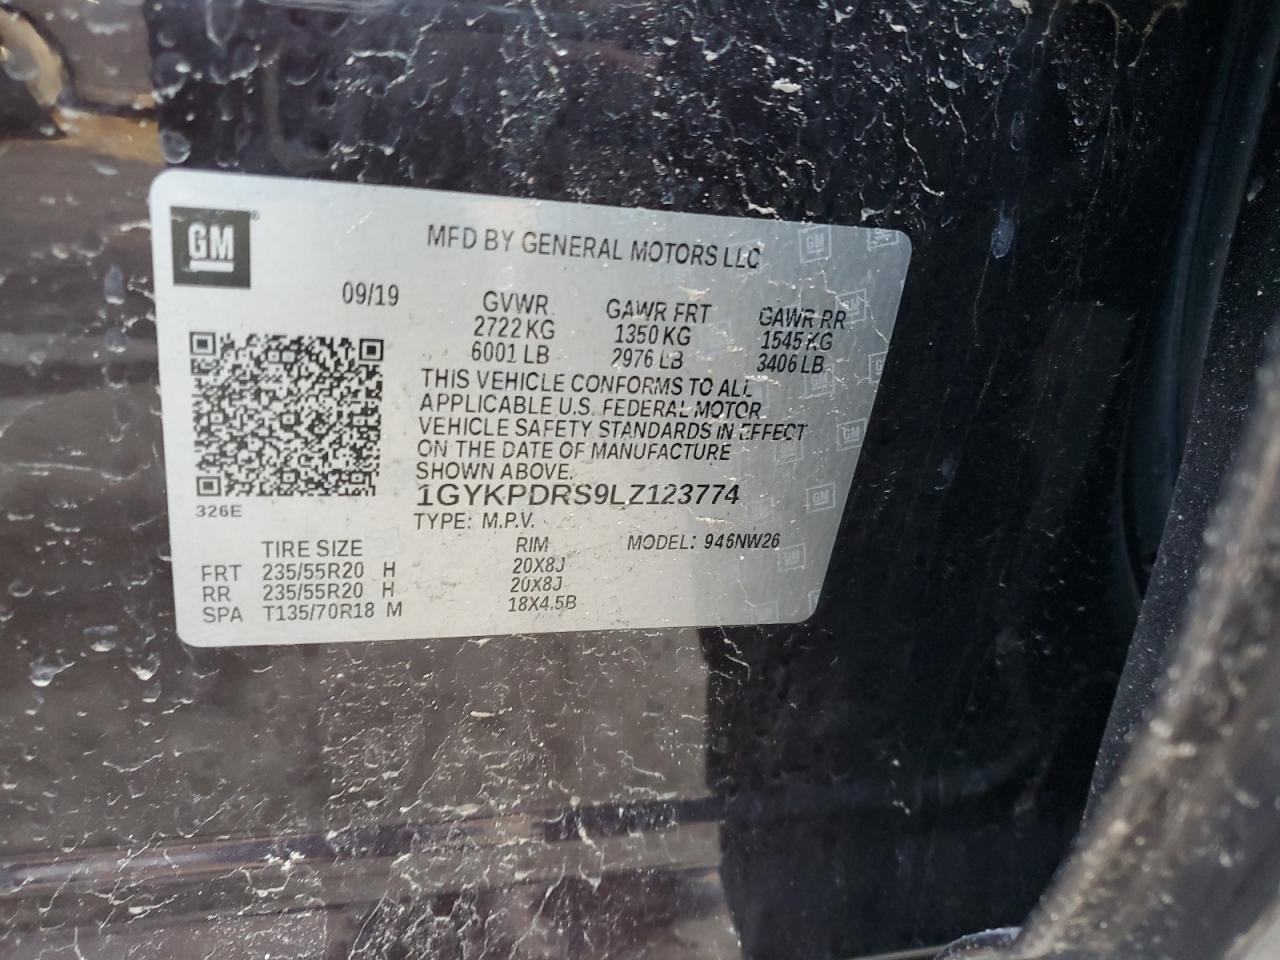 GM
MFD BY GENERAL MOTORS LLC
09/19
GVWR GAWR FRT GAWR RR
2722 KG 1350 KG 1545 KG
6001 LB 2976 LB 3406 LB
THIS VEHICLE CONFORMS TO ALL
APPLICABLE U.S. FEDERAL MOTOR
VEHICLE SAFETY STANDARDS IN EFFECT
ON THE DATE OF MANUFACTURE
SHOWN ABOVE.
1GYKPDRS9LZ123774
326E
TYPE: M.P.V.
TIRE SIZE RIM MODEL: 946NW26
FRT 235/55R20 H 20X8J
RR 235/55R20 H 20X8J
SPA T135/70R18 M 18X4.5B